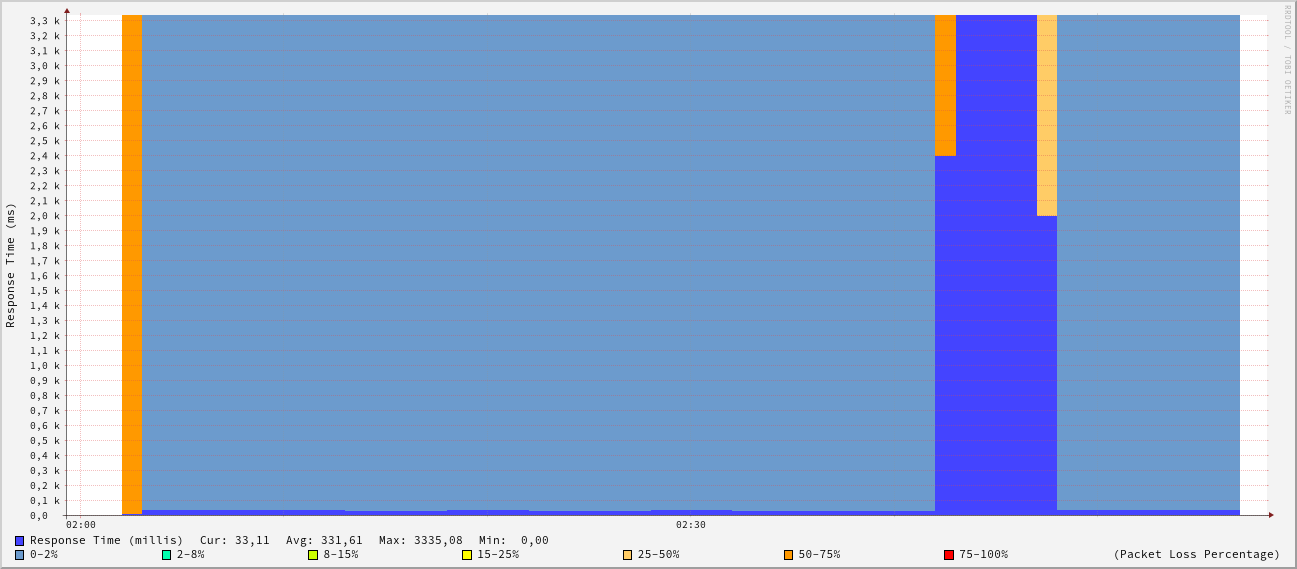 RRDTOOL / TOBI OETIKER
Response Time (ms)
3,3 k
3,2 k
3,1 k
3,0 k
2,9 k
2,8 k
2,7 k
2,6 k
2,5 k
2,4 k
2,3 k
2,2 k
2,1 k
2,0 k
1,9 k
1,8 k
1,7 k
1,6 k
1,5 k
1,4 k
1,3 k
1,2 k
1,1 k
1,0 k
0,9 k
0,8 k
0,7 k
0,6 k
0,5 k
0,4 k
0,3 k
0,2 k
0,1 k
0,0
02:00 02:30
Response Time (millis) Cur: 33,11 Avg: 331,61 Max: 3335,08 Min: 0,00
0-2% 2-8% 8-15% 15-25% 25-50% 50-75% 75-100% (Packet Loss Percentage)